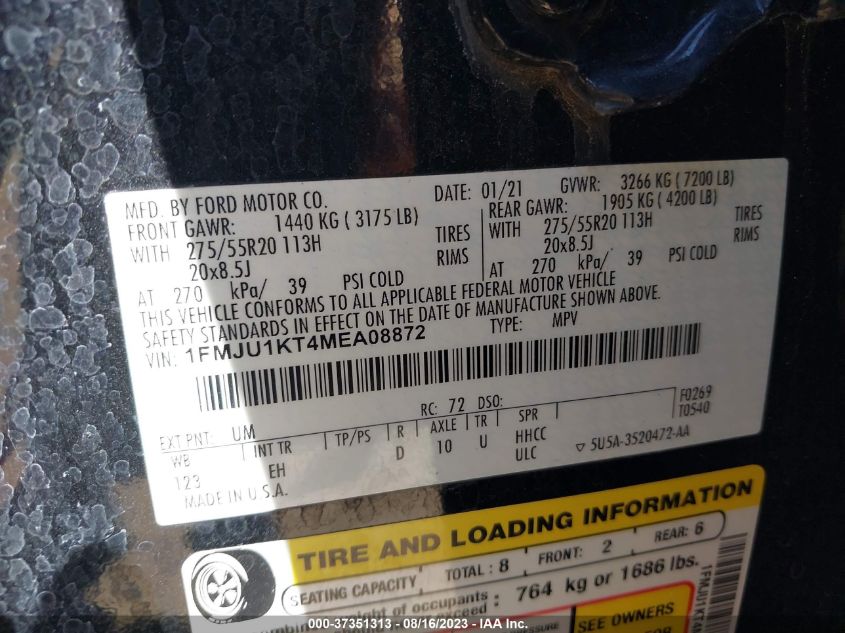 MFD. BY FORD MOTOR CO.
DATE: 01/21 GVWR: 3266 KG ( 7200 LB)
FRONT GAWR: 1440 KG ( 3175 LB) REAR GAWR: 1905 KG ( 4200 LB)
WITH 275/55R20 113H TIRES WITH 275/55R20 113H TIRES
20x8.5J RIMS 20x8.5J RIMS
AT 270 kPa/ 39 PSI COLD AT 270 kPa/ 39 PSI COLD
THIS VEHICLE CONFORMS TO ALL APPLICABLE FEDERAL MOTOR VEHICLE
SAFETY STANDARDS IN EFFECT ON THE DATE OF MANUFACTURE SHOWN ABOVE.
VIN: 1FMJU1KT4MEA08872 TYPE: MPV
F0269
T0540
EXT PNT: UM RC: 72 DSO:
WB INT TR TP/PS R AXLE TR SPR
123 EH D 10 U HHCC
ULC
▽ 5U5A-3520472-AA
MADE IN U.S.A.
TIRE AND LOADING INFORMATION
SEATING CAPACITY TOTAL : 8 FRONT: 2 REAR: 6
of occupants : 764 kg or 1686 lbs.
SEE OWNERS
000-37351313 - 08/16/2023 - IAA Inc.